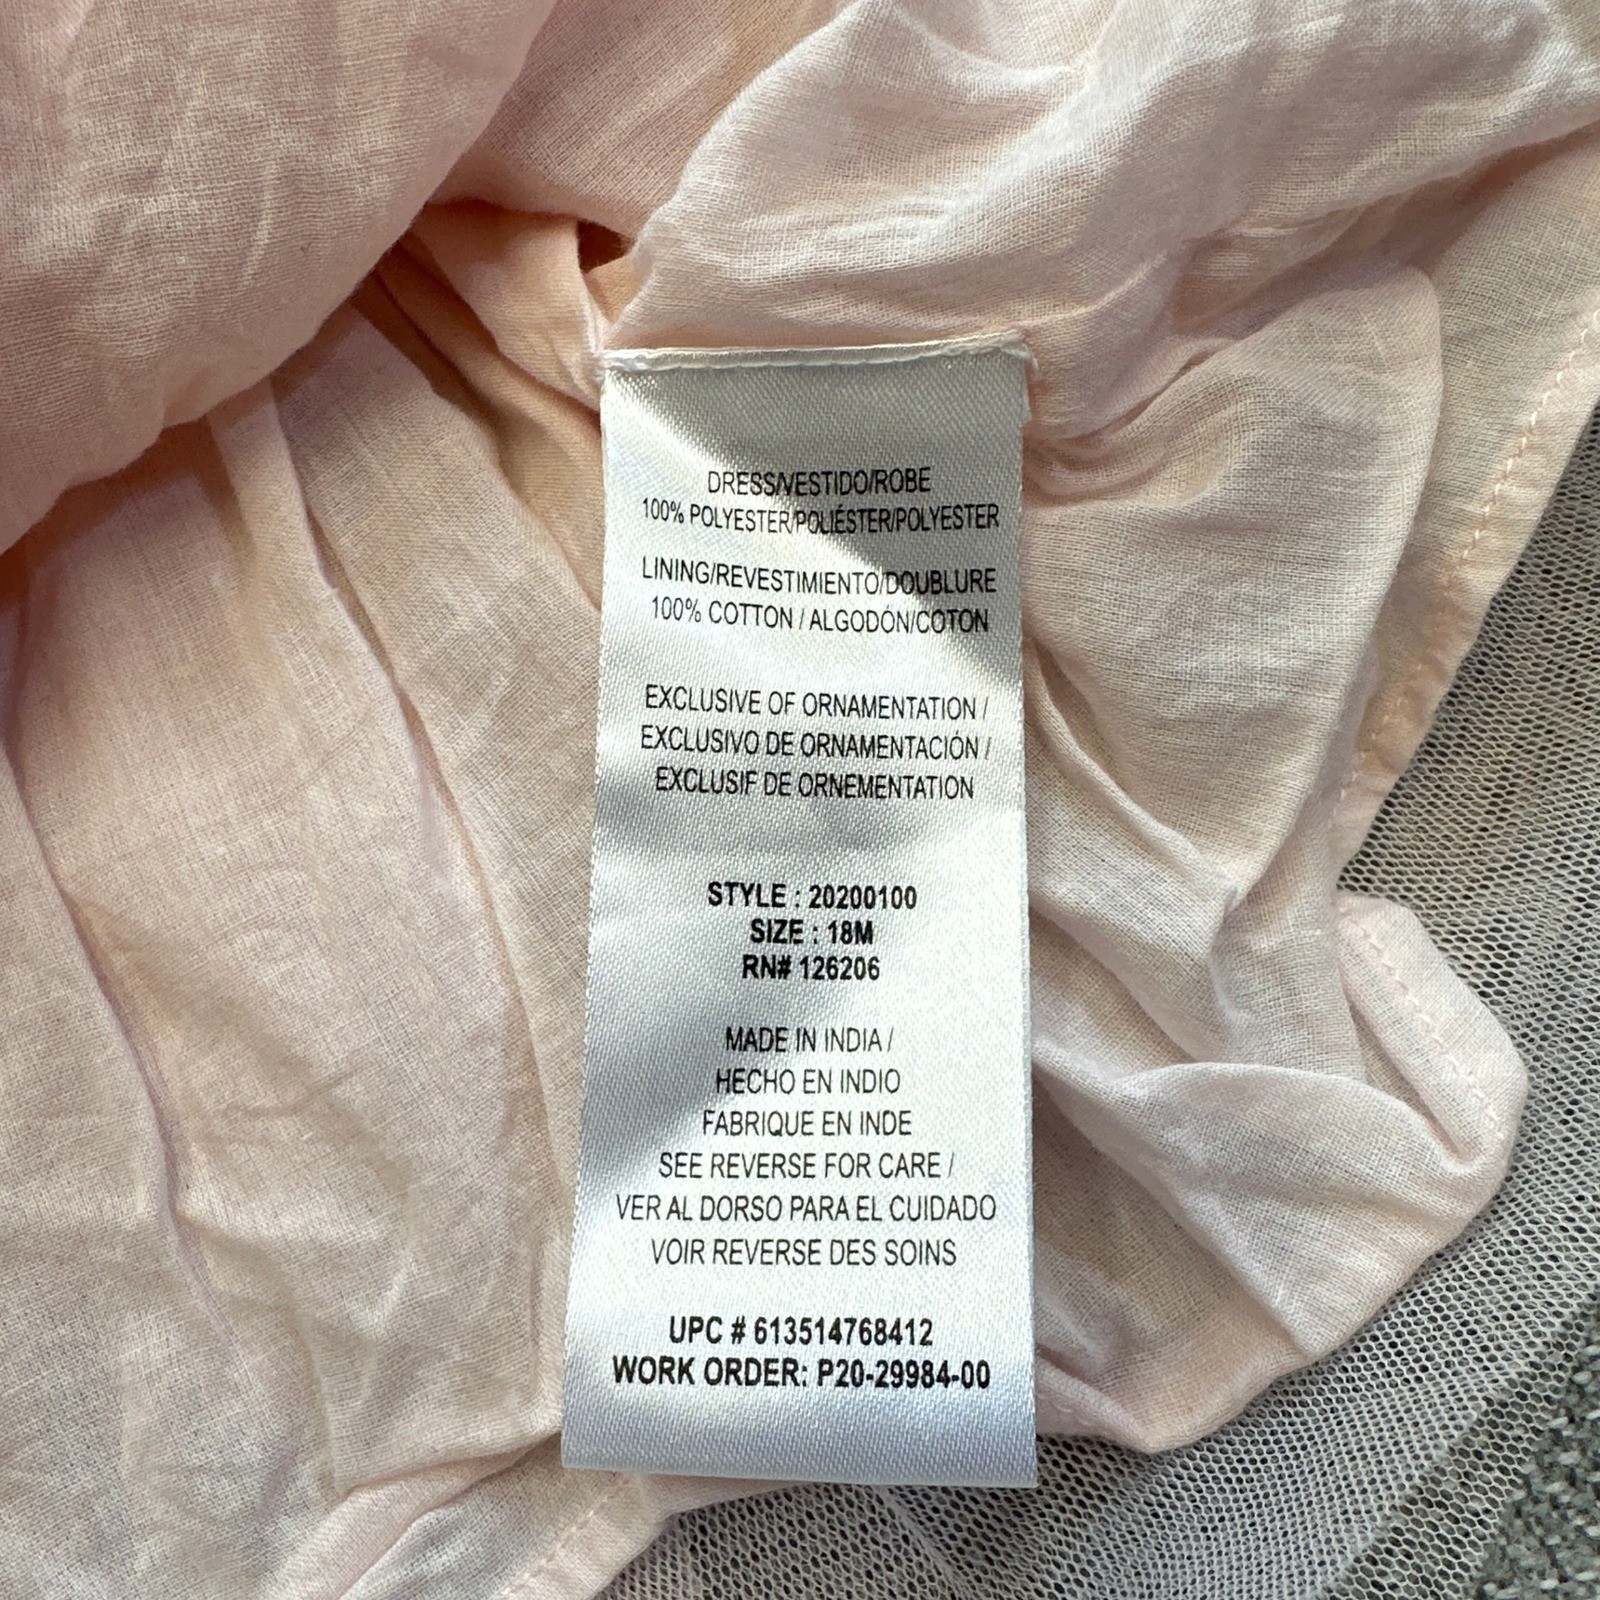 DRESS/VESTIDO/ROBE
100% POLYESTER/POLIÉSTER/POLYESTER
LINING/REVESTIMIENTO/DOUBLURE
100% COTTON / ALGODÓN/COTON
EXCLUSIVE OF ORNAMENTATION /
EXCLUSIVO DE ORNAMENTACIÓN /
EXCLUSIF DE ORNEMENTATION
STYLE : 20200100
SIZE : 18M
RN# 126206
MADE IN INDIA /
HECHO EN INDIO
FABRIQUE EN INDE
SEE REVERSE FOR CARE /
VER AL DORSO PARA EL CUIDADO
VOIR REVERSE DES SOINS
UPC # 613514768412
WORK ORDER: P20-29984-00